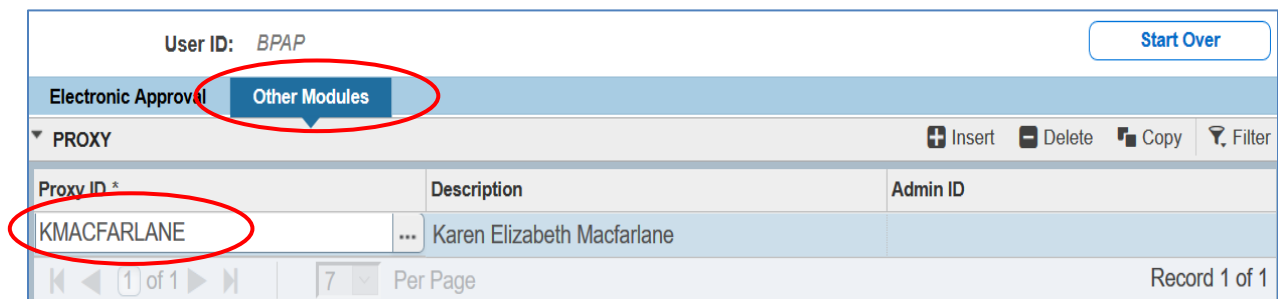 User ID: BPAP Start Over
Electronic Approval Other Modules
PROXY Insert Delete Copy Filter
Proxy ID * Description Admin ID
KMACFARLANE ... Karen Elizabeth Macfarlane
1 of 1 7 Per Page Record 1 of 1